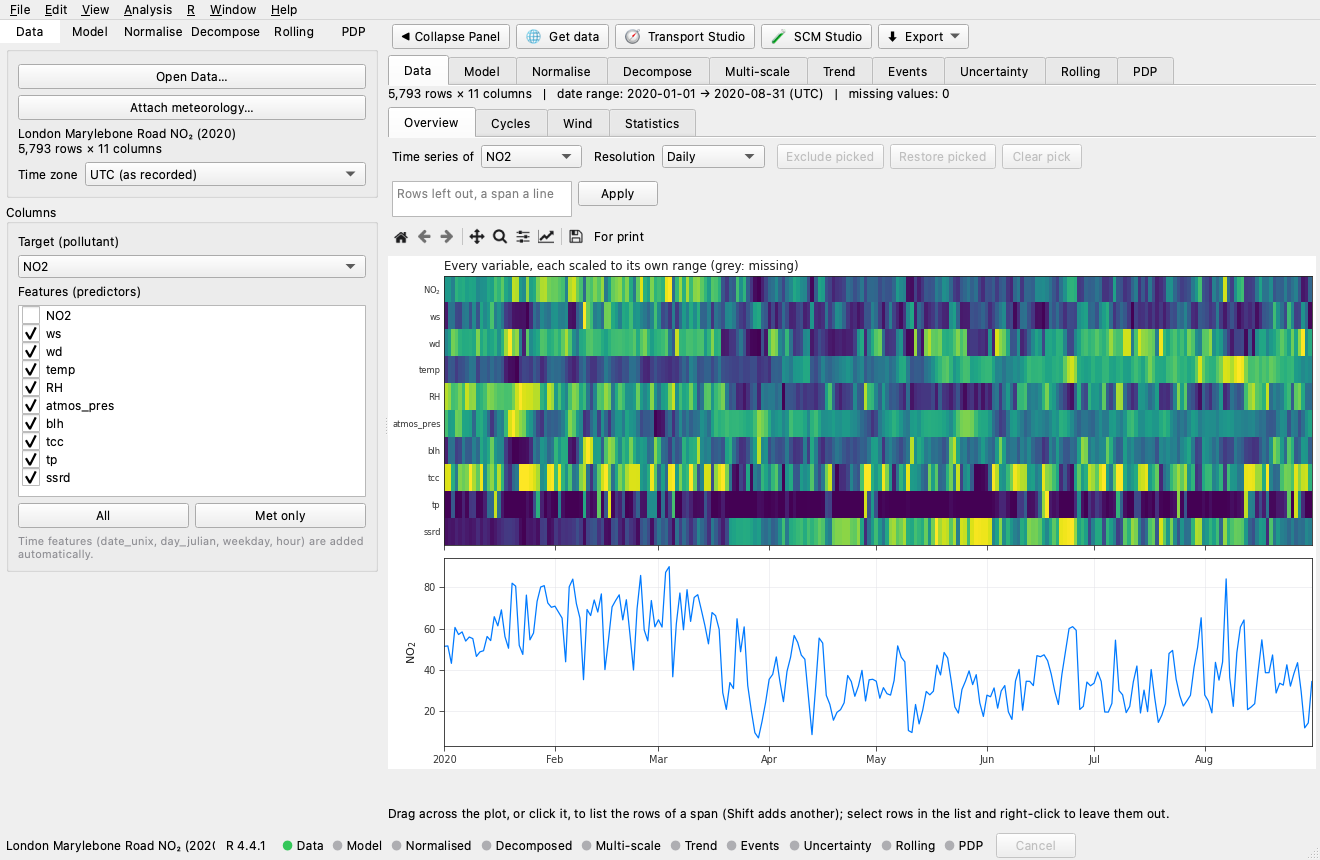 File Edit View Analysis R Window Help
Data Model Normalise Decompose Rolling PDP
Collapse Panel Get data Transport Studio SCM Studio Export
Open Data...
Attach meteorology...
London Marylebone Road NO₂ (2020)
5,793 rows × 11 columns
Time zone UTC (as recorded)
Columns
Target (pollutant)
NO2
Features (predictors)
NO2
ws
wd
temp
RH
atmos_pres
blh
tcc
tp
ssrd
All Met only
Time features (date_unix, day_julian, weekday, hour) are added
automatically.
Data Model Normalise Decompose Multi-scale Trend Events Uncertainty Rolling PDP
5,793 rows × 11 columns | date range: 2020-01-01 → 2020-08-31 (UTC) | missing values: 0
Overview Cycles Wind Statistics
Time series of NO2 Resolution Daily Exclude picked Restore picked Clear pick
Rows left out, a span a line Apply
For print
Every variable, each scaled to its own range (grey: missing)
NO₂
ws
wd
temp
RH
atmos_pres
blh
tcc
tp
ssrd
NO₂
80
60
40
20
2020 Feb Mar Apr May Jun Jul Aug
Drag across the plot, or click it, to list the rows of a span (Shift adds another); select rows in the list and right-click to leave them out.
London Marylebone Road NO₂ (2020 R 4.4.1 Data Model Normalised Decomposed Multi-scale Trend Events Uncertainty Rolling PDP Cancel